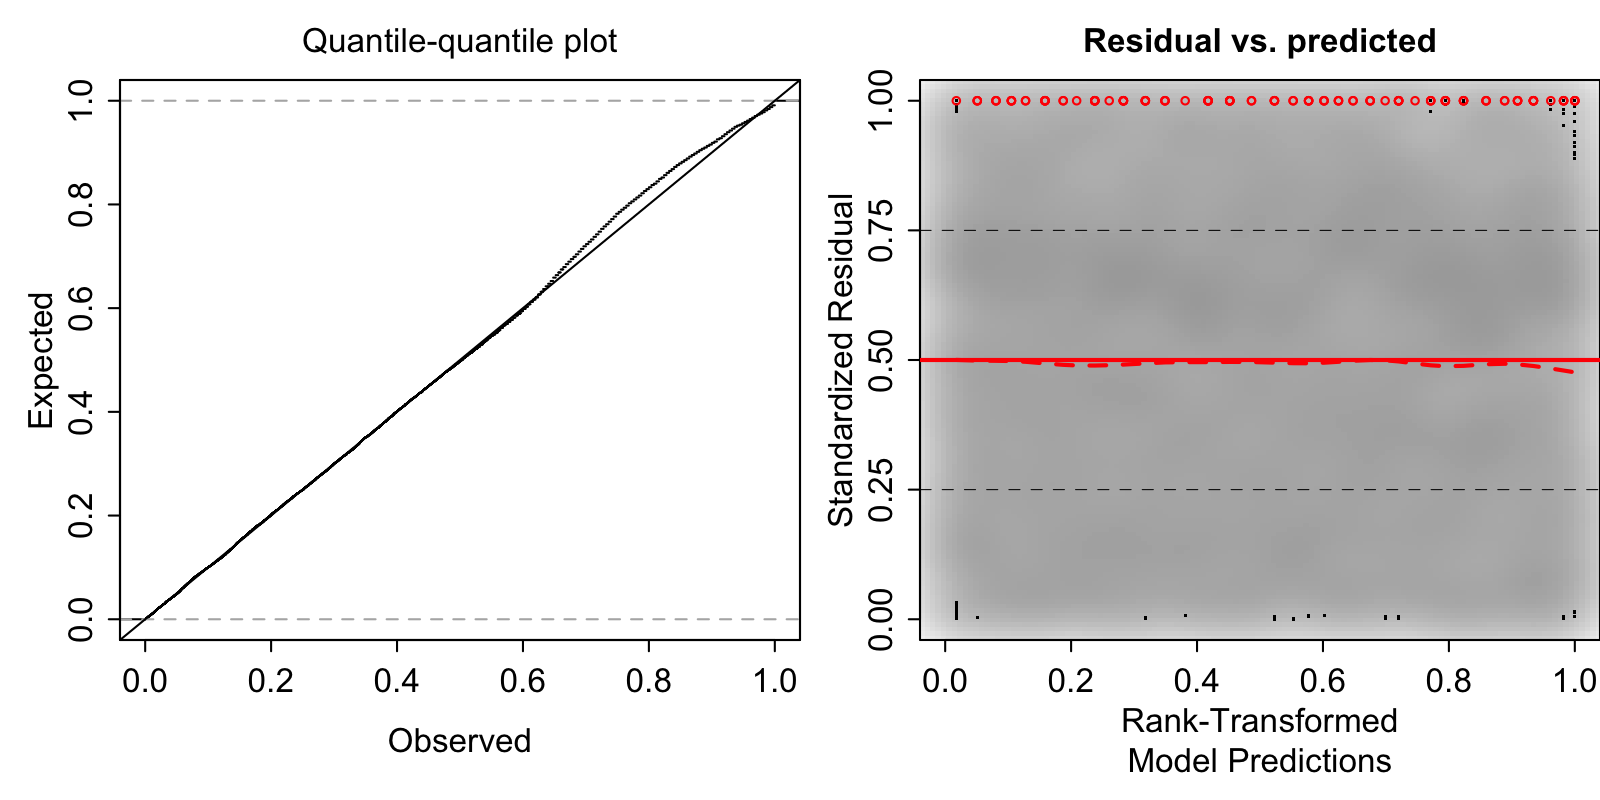 Quantile-quantile plot
Expected
1.0
0.8
0.6
0.4
0.2
0.0
0.0 0.2 0.4 0.6 0.8 1.0
Observed
Residual vs. predicted
Standardized Residual
1.00
0.75
0.50
0.25
0.00
0.0 0.2 0.4 0.6 0.8 1.0
Rank-Transformed
Model Predictions